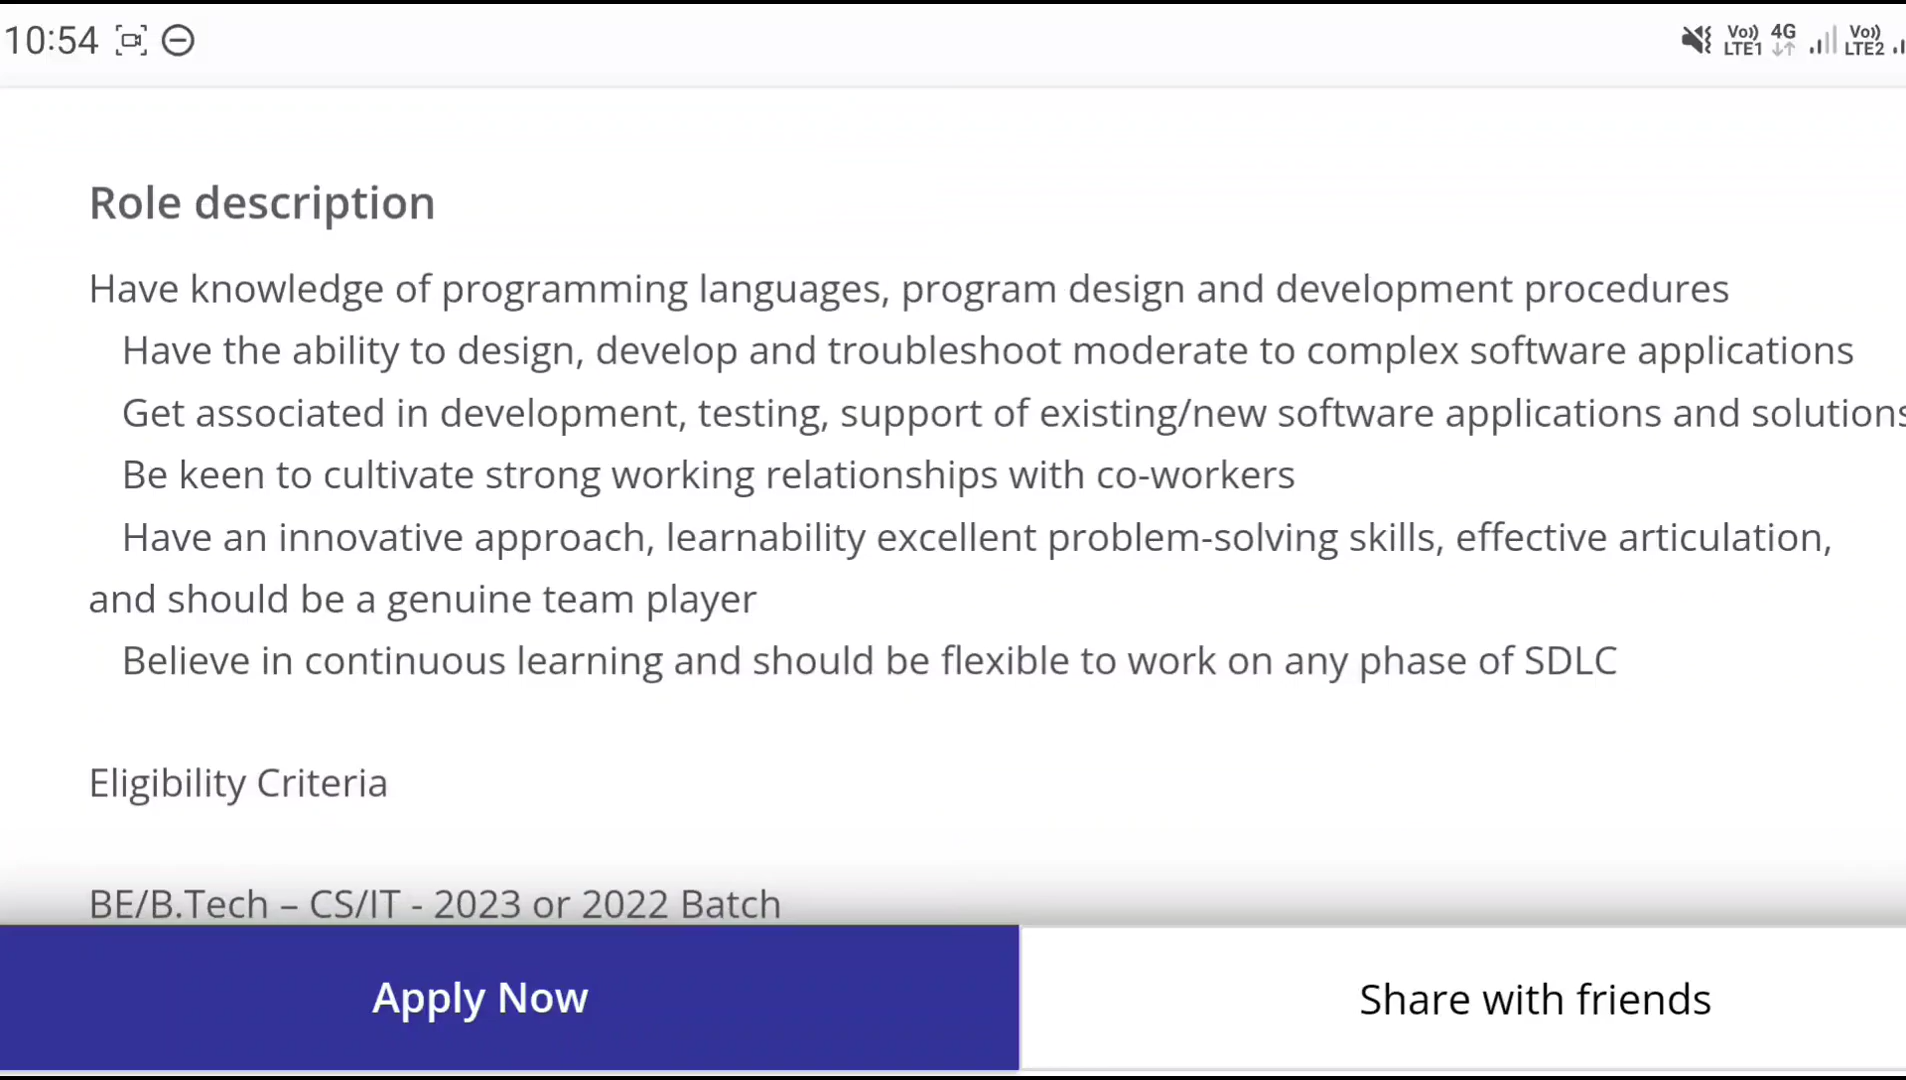 10:54 Vo)) LTE1 4G Vo)) LTE2
Role description
Have knowledge of programming languages, program design and development procedures
Have the ability to design, develop and troubleshoot moderate to complex software applications
Get associated in development, testing, support of existing/new software applications and solutions
Be keen to cultivate strong working relationships with co-workers
Have an innovative approach, learnability excellent problem-solving skills, effective articulation,
and should be a genuine team player
Believe in continuous learning and should be flexible to work on any phase of SDLC
Eligibility Criteria
BE/B.Tech – CS/IT - 2023 or 2022 Batch
Apply Now
Share with friends